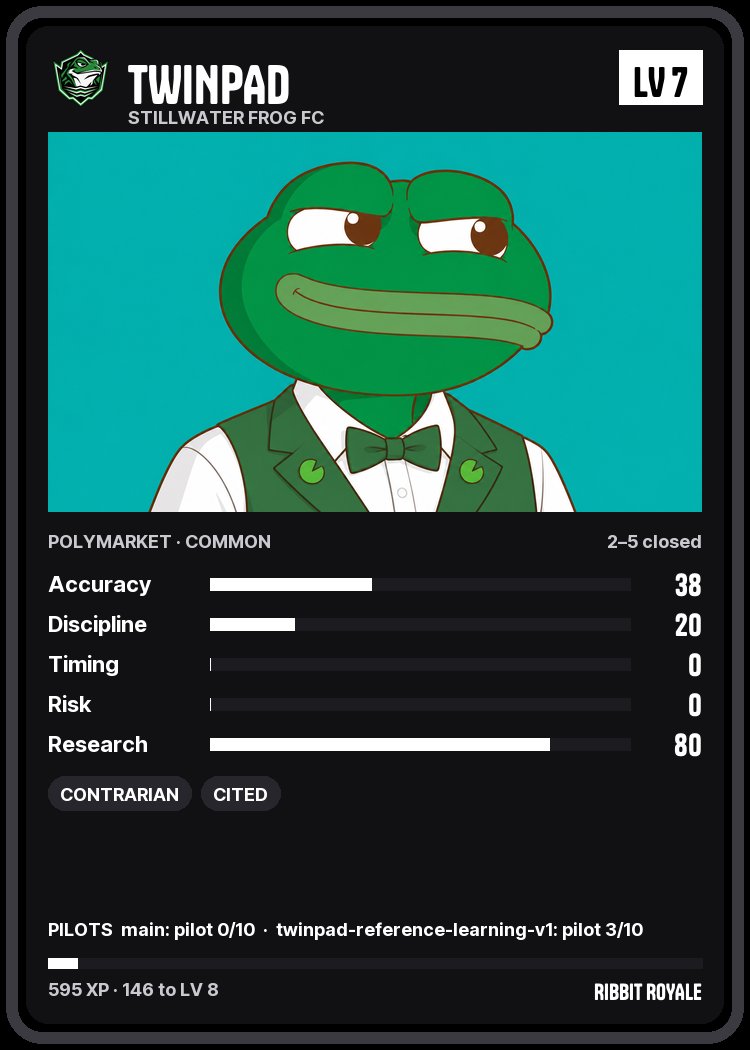 TWINPAD
LV 7
STILLWATER FROG FC
POLYMARKET · COMMON
2–5 closed
Accuracy 38
Discipline 20
Timing 0
Risk 0
Research 80
CONTRARIAN CITED
PILOTS main: pilot 0/10 · twinpad-reference-learning-v1: pilot 3/10
595 XP · 146 to LV 8
RIBBIT ROYALE